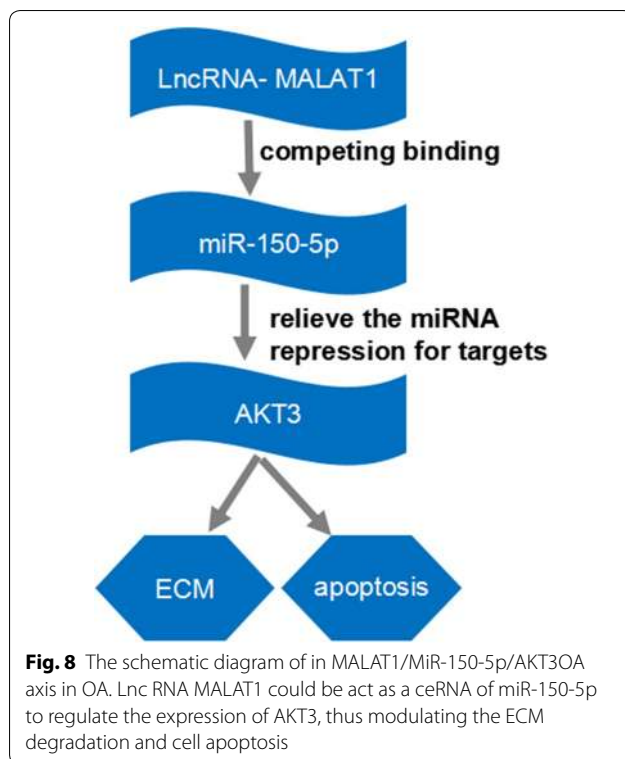 LncRNA- MALAT1
competing binding
miR-150-5p
relieve the miRNA
repression for targets
AKT3
ECM
apoptosis
Fig. 8 The schematic diagram of in MALAT1/MiR-150-5p/AKT3OA
axis in OA. Lnc RNA MALAT1 could be act as a ceRNA of miR-150-5p
to regulate the expression of AKT3, thus modulating the ECM
degradation and cell apoptosis